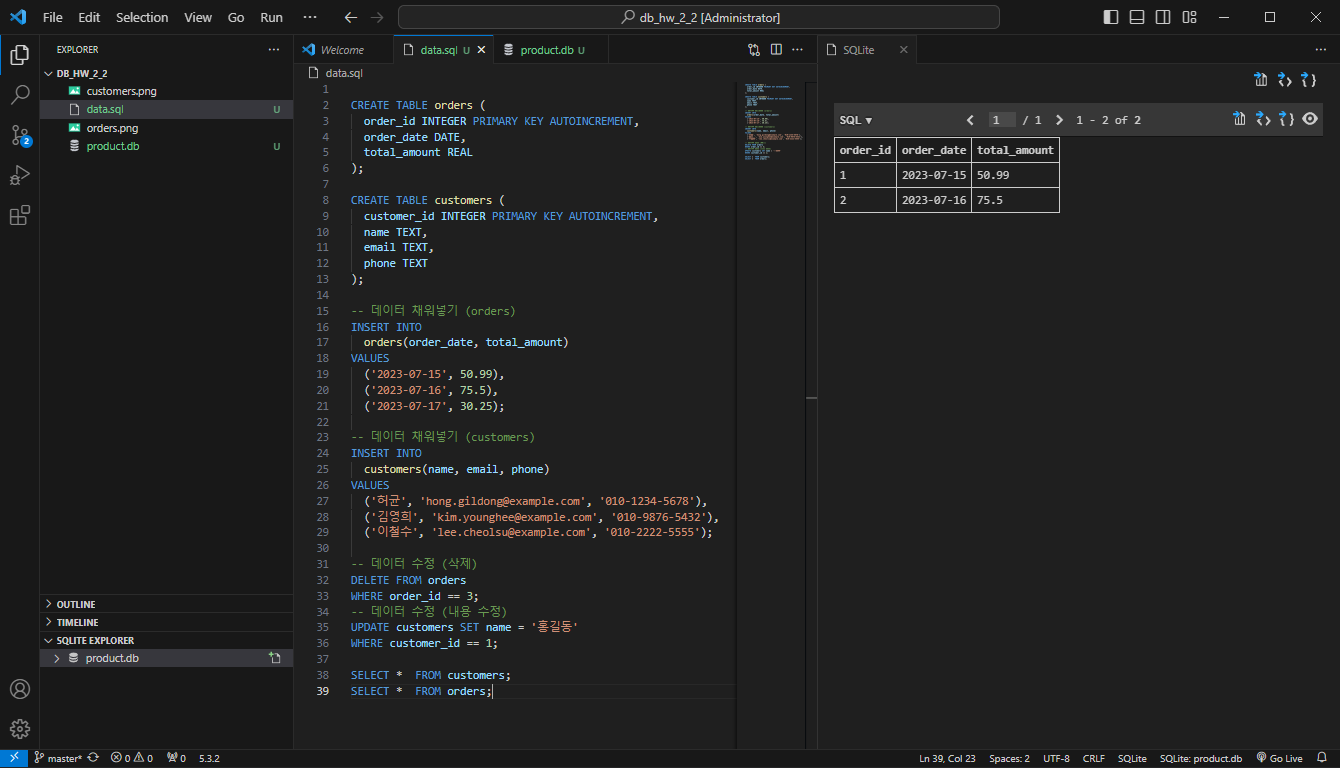 File Edit Selection View Go Run ··· db_hw_2_2 [Administrator]
EXPLORER ···
DB_HW_2_2
customers.png
data.sql U
orders.png
product.db U
2
OUTLINE
TIMELINE
SQLITE EXPLORER
product.db
Welcome data.sql U product.db U ···
data.sql
1
2 CREATE TABLE orders (
3 order_id INTEGER PRIMARY KEY AUTOINCREMENT,
4 order_date DATE,
5 total_amount REAL
6 );
7
8 CREATE TABLE customers (
9 customer_id INTEGER PRIMARY KEY AUTOINCREMENT,
10 name TEXT,
11 email TEXT,
12 phone TEXT
13 );
14
15 -- 데이터 채워넣기 (orders)
16 INSERT INTO
17 orders(order_date, total_amount)
18 VALUES
19 ('2023-07-15', 50.99),
20 ('2023-07-16', 75.5),
21 ('2023-07-17', 30.25);
22
23 -- 데이터 채워넣기 (customers)
24 INSERT INTO
25 customers(name, email, phone)
26 VALUES
27 ('허균', 'hong.gildong@example.com', '010-1234-5678'),
28 ('김영희', 'kim.younghee@example.com', '010-9876-5432'),
29 ('이철수', 'lee.cheolsu@example.com', '010-2222-5555');
30
31 -- 데이터 수정 (삭제)
32 DELETE FROM orders
33 WHERE order_id == 3;
34 -- 데이터 수정 (내용 수정)
35 UPDATE customers SET name = '홍길동'
36 WHERE customer_id == 1;
37
38 SELECT *  FROM customers;
39 SELECT *  FROM orders;
SQLite ···
SQL ▾ 1 / 1 1 - 2 of 2
order_id order_date total_amount
1 2023-07-15 50.99
2 2023-07-16 75.5
master* 0 0 0 5.3.2 Ln 39, Col 23 Spaces: 2 UTF-8 CRLF SQLite SQLite: product.db Go Live